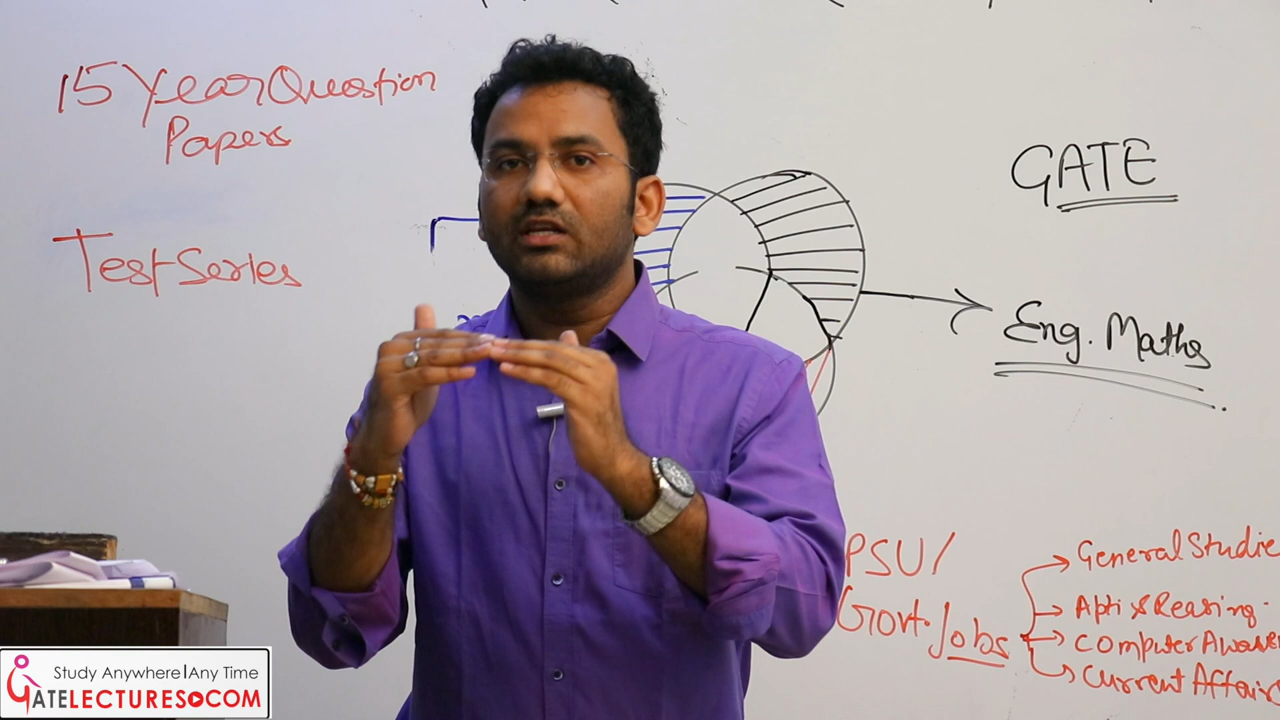 15 Year Question
Papers
Test Series
GATE
Eng. Maths
PSU/
Govt. Jobs
General Studie
Apti & Reasing.
Computer Awa
Current Affair
Study Anywhere|Any Time
GATELECTURES.COM